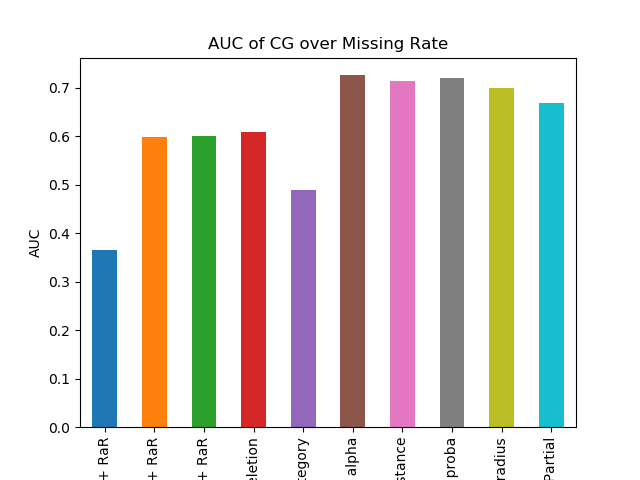 AUC of CG over Missing Rate
AUC
0.7
0.6
0.5
0.4
0.3
0.2
0.1
0.0
+ RaR
+ RaR
+ RaR
eletion
tegory
alpha
stance
proba
radius
Partial